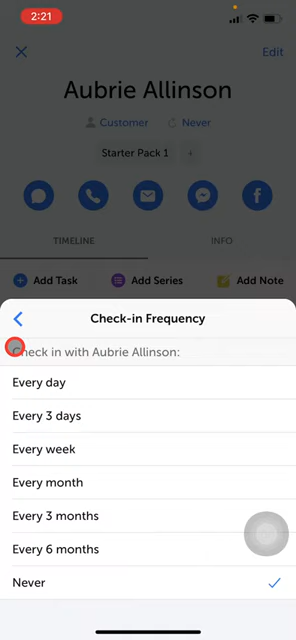 2:21
Edit
Aubrie Allinson
Customer Never
Starter Pack 1 +
TIMELINE INFO
Add Task Add Series Add Note
Check-in Frequency
Check in with Aubrie Allinson:
Every day
Every 3 days
Every week
Every month
Every 3 months
Every 6 months
Never